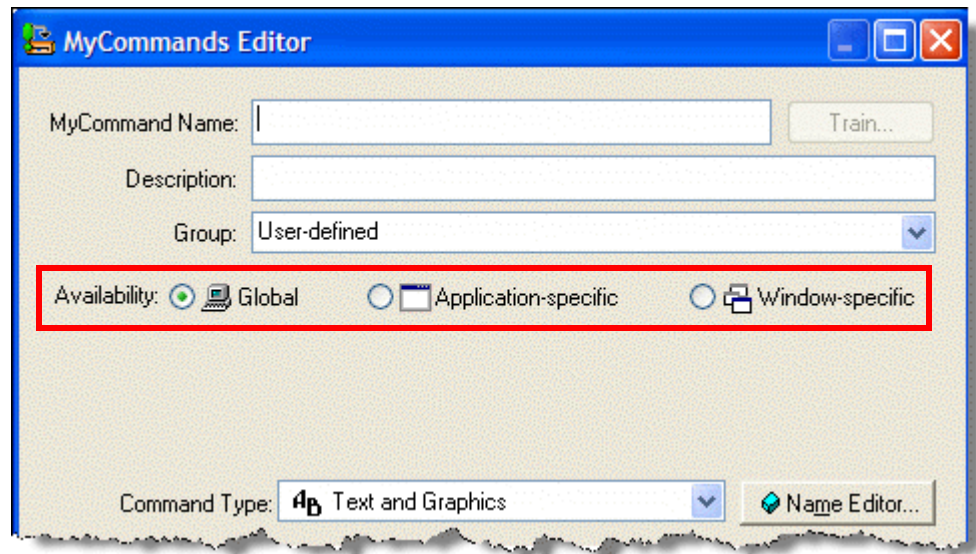 MyCommands Editor
MyCommand Name:
Train...
Description:
Group: User-defined
Availability: Global Application-specific Window-specific
Command Type: AB Text and Graphics Name Editor...